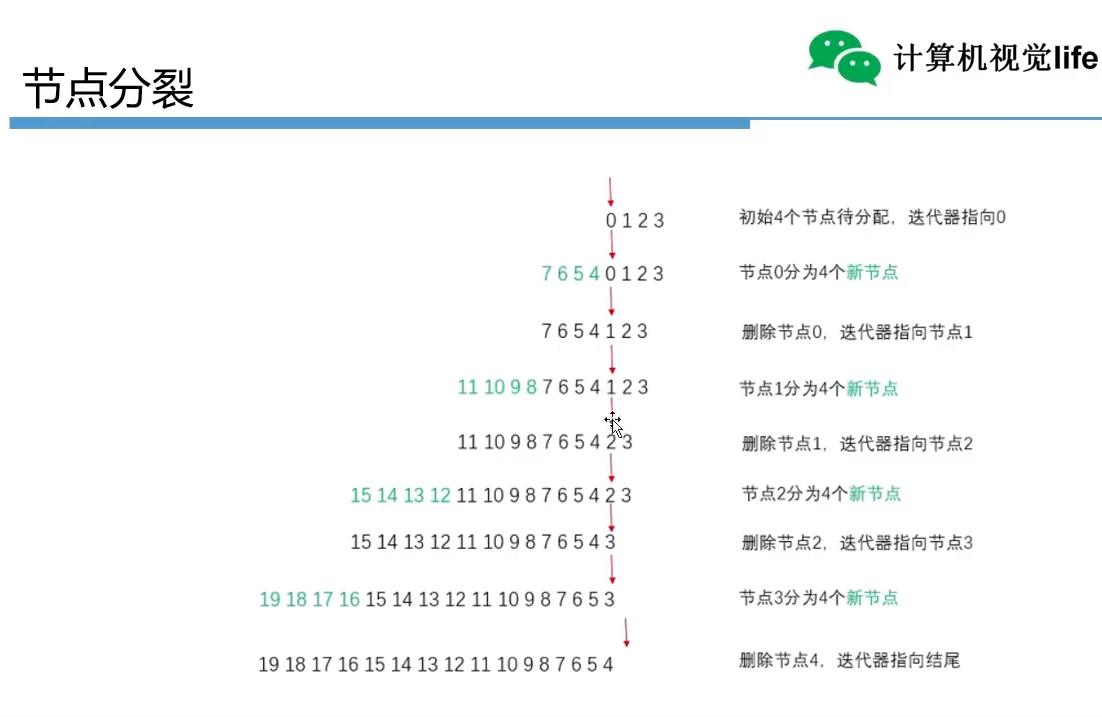 计算机视觉life
节点分裂
0 1 2 3 初始4个节点待分配，迭代器指向0
7 6 5 4 0 1 2 3 节点0分为4个新节点
7 6 5 4 1 2 3 删除节点0，迭代器指向节点1
11 10 9 8 7 6 5 4 1 2 3 节点1分为4个新节点
11 10 9 8 7 6 5 4 2 3 删除节点1，迭代器指向节点2
15 14 13 12 11 10 9 8 7 6 5 4 2 3 节点2分为4个新节点
15 14 13 12 11 10 9 8 7 6 5 4 3 删除节点2，迭代器指向节点3
19 18 17 16 15 14 13 12 11 10 9 8 7 6 5 3 节点3分为4个新节点
19 18 17 16 15 14 13 12 11 10 9 8 7 6 5 4 删除节点4，迭代器指向结尾